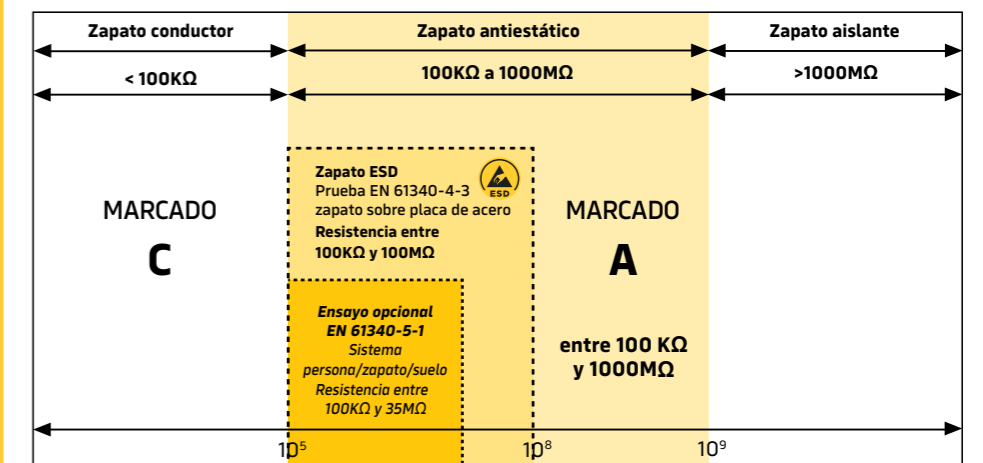 Zapato conductor
Zapato antiestático
Zapato aislante
< 100KΩ
100KΩ a 1000MΩ
>1000MΩ
MARCADO
C
Zapato ESD
Prueba EN 61340-4-3
zapato sobre placa de acero
Resistencia entre
100KΩ y 100MΩ
ESD
Ensayo opcional
EN 61340-5-1
Sistema
persona/zapato/suelo
Resistencia entre
100KΩ y 35MΩ
MARCADO
A
entre 100 KΩ
y 1000MΩ
10⁵
10⁸
10⁹